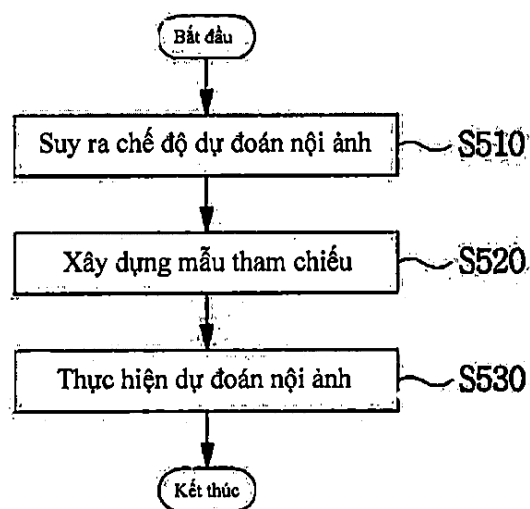 Bắt đầu
Suy ra chế độ dự đoán nội ảnh
S510
Xây dựng mẫu tham chiếu
S520
Thực hiện dự đoán nội ảnh
S530
Kết thúc